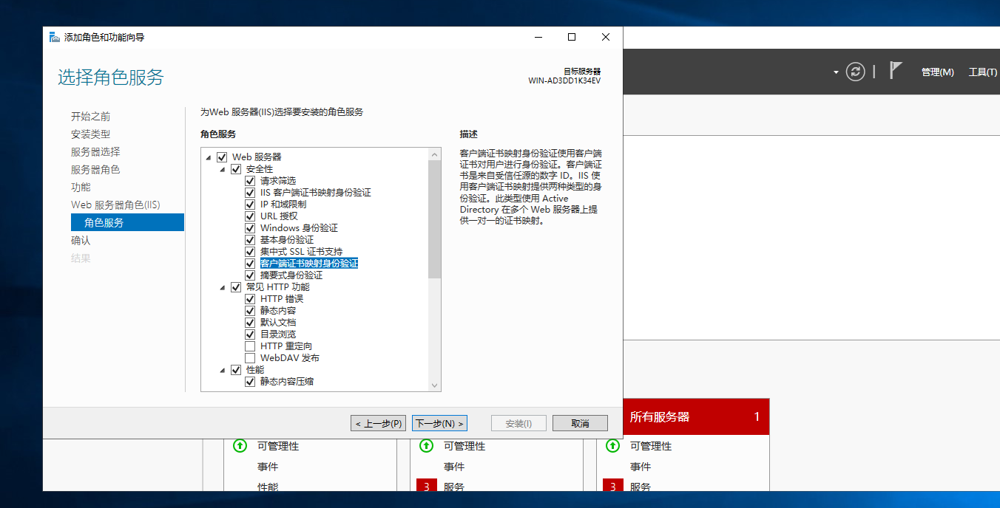 添加角色和功能向导
选择角色服务
目标服务器
WIN-AD3DD1K34EV
开始之前
安装类型
服务器选择
服务器角色
功能
Web 服务器角色(IIS)
角色服务
确认
结果
为Web 服务器(IIS)选择要安装的角色服务
角色服务
Web 服务器
安全性
请求筛选
IIS 客户端证书映射身份验证
IP 和域限制
URL 授权
Windows 身份验证
基本身份验证
集中式 SSL 证书支持
客户端证书映射身份验证
摘要式身份验证
常见 HTTP 功能
HTTP 错误
静态内容
默认文档
目录浏览
HTTP 重定向
WebDAV 发布
性能
静态内容压缩
描述
客户端证书映射身份验证使用客户端
证书对用户进行身份验证。客户端证
书是来自受信任源的数字 ID。IIS 使
用客户端证书映射提供两种类型的身
份验证。此类型使用 Active
Directory 在多个 Web 服务器上提
供一对一的证书映射。
< 上一步(P)
下一步(N) >
安装(I)
取消
管理(M)
工具(T)
所有服务器
1
可管理性
事件
性能
可管理性
事件
3 服务
可管理性
事件
3 服务